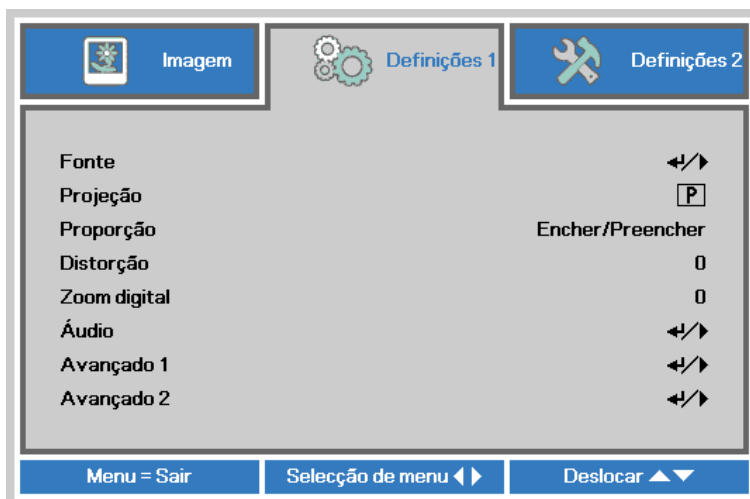 Imagem
Definições 1
Definições 2
Fonte
Projeção P
Proporção Encher/Preencher
Distorção 0
Zoom digital 0
Áudio
Avançado 1
Avançado 2
Menu = Sair
Selecção de menu
Deslocar